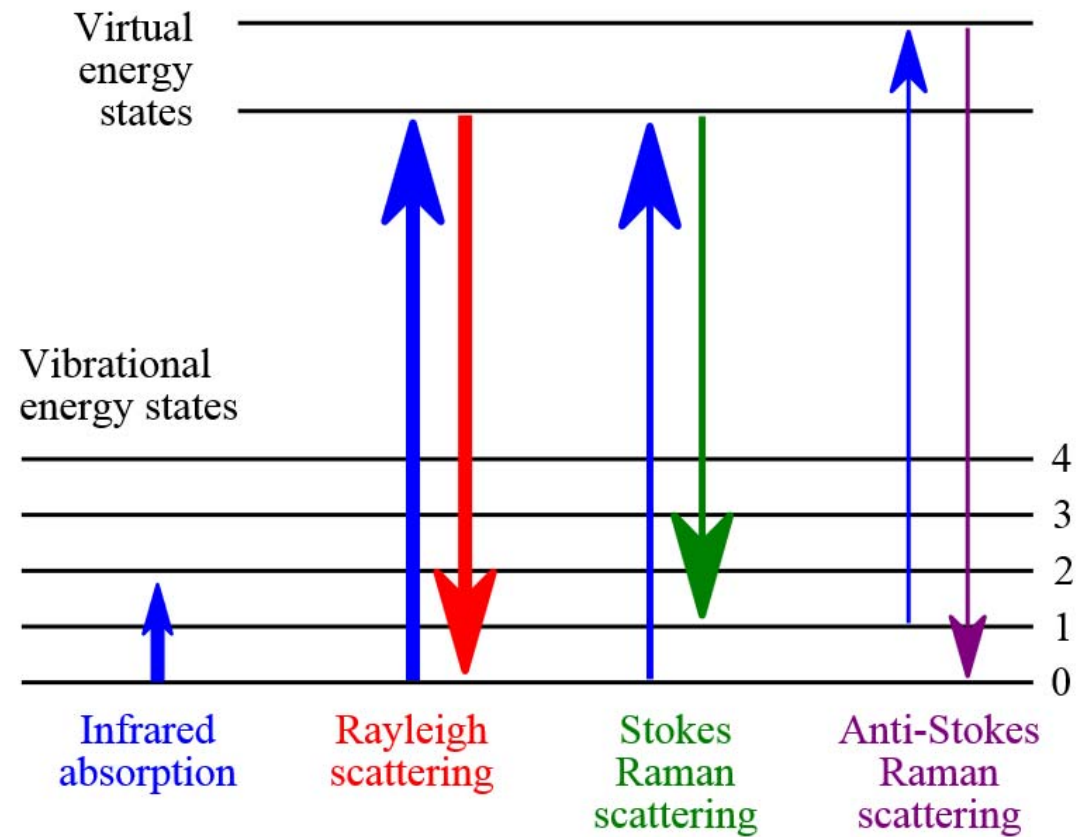 Virtual
energy
states
Vibrational
energy states
4
3
2
1
0
Infrared
absorption
Rayleigh
scattering
Stokes
Raman
scattering
Anti-Stokes
Raman
scattering